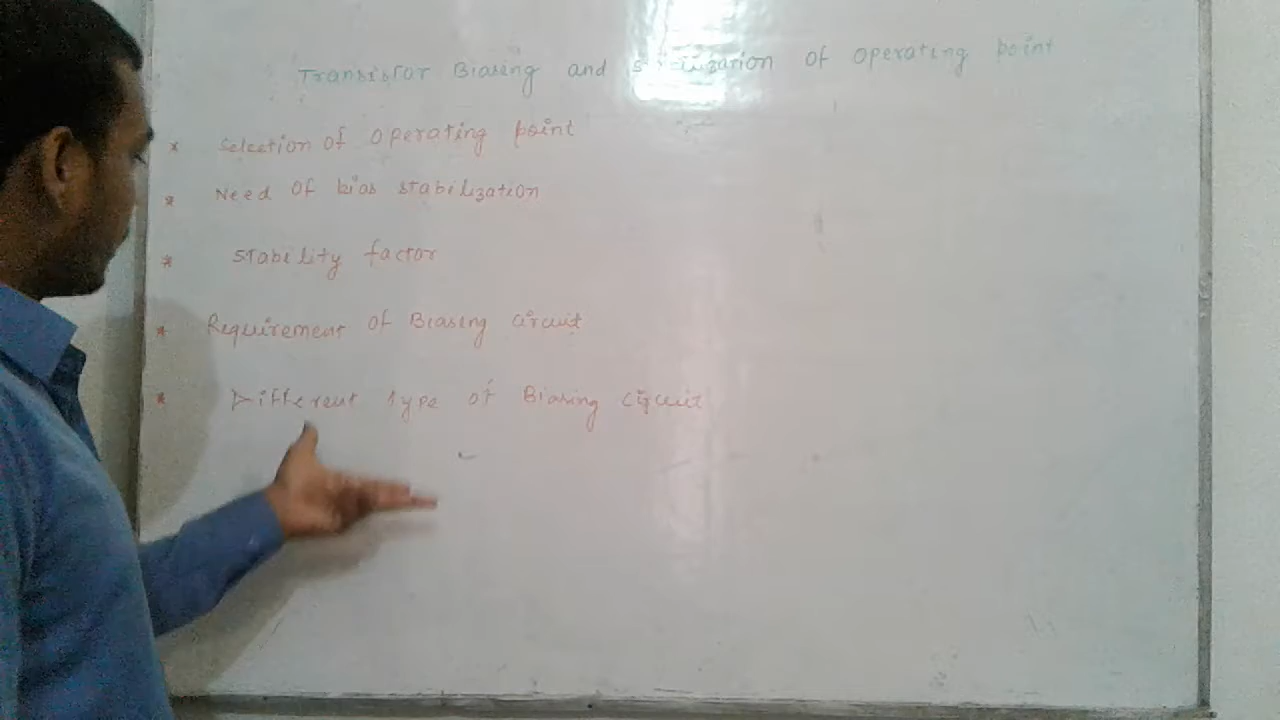 Transistor Biasing and of operating point
* Selection of operating point
* Need of bias stabilization
* Stability factor
* Requirement of Biasing circuit
* Different type of Biasing circuit